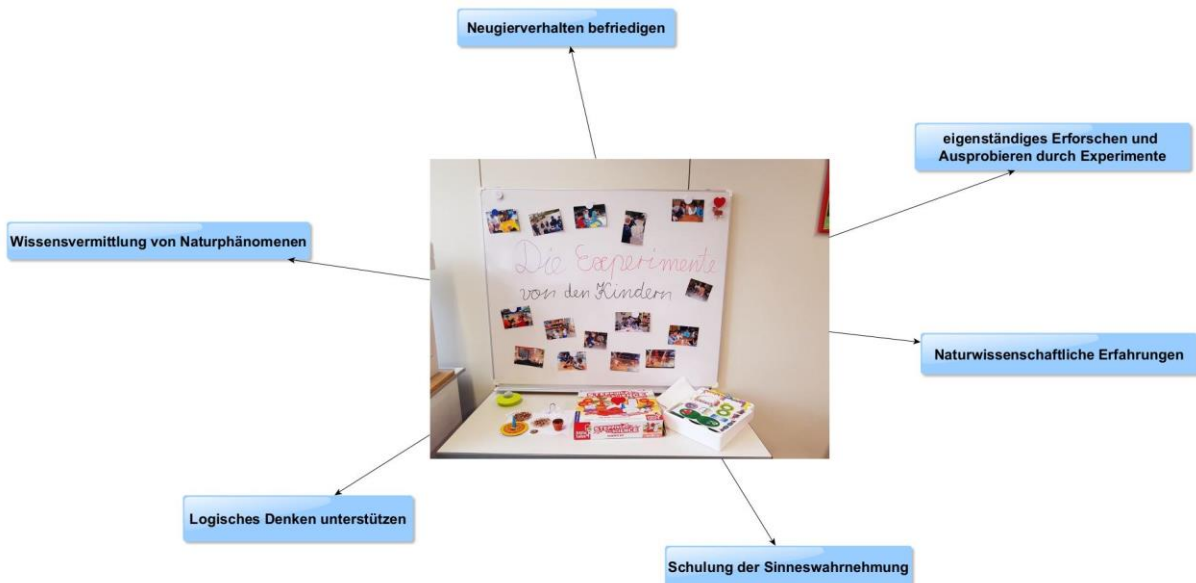 Neugierverhalten befriedigen
eigenständiges Erforschen und
Ausprobieren durch Experimente
Wissensvermittlung von Naturphänomenen
Die Experimente
von den Kindern
Naturwissenschaftliche Erfahrungen
Logisches Denken unterstützen
Schulung der Sinneswahrnehmung